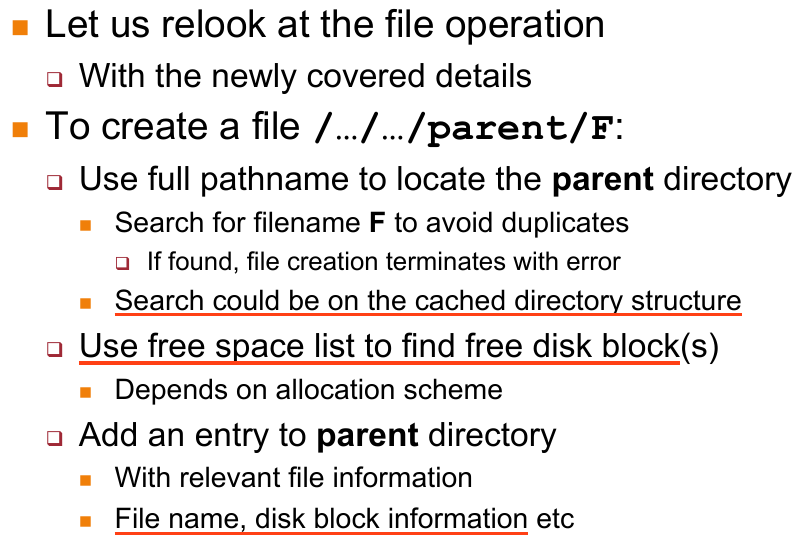 Let us relook at the file operation
With the newly covered details
To create a file /…/…/parent/F:
Use full pathname to locate the parent directory
Search for filename F to avoid duplicates
If found, file creation terminates with error
Search could be on the cached directory structure
Use free space list to find free disk block(s)
Depends on allocation scheme
Add an entry to parent directory
With relevant file information
File name, disk block information etc